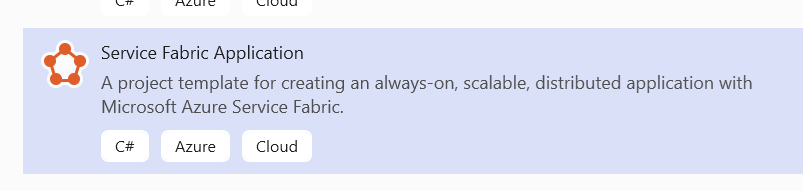 C# Azure Cloud
Service Fabric Application
A project template for creating an always-on, scalable, distributed application with
Microsoft Azure Service Fabric.
C# Azure Cloud